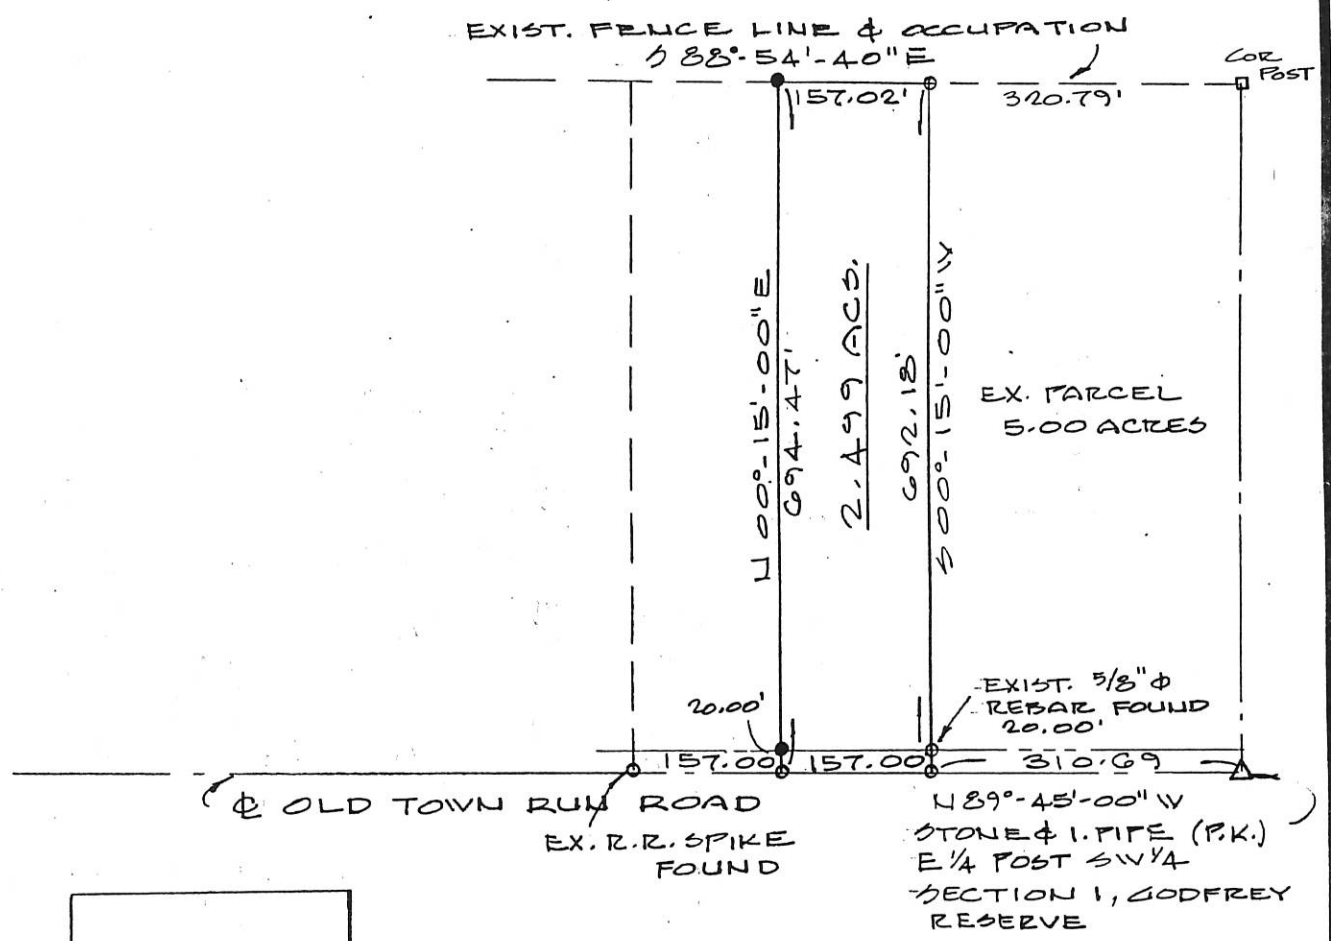 EXIST. FENCE LINE & OCCUPATION
S 88°-54'-40" E
COR
POST
157.02'
320.79'
N 00°-15'-00" E
694.47'
2.499 ACS.
692.18'
S 00°-15'-00" W
EX. PARCEL
5.00 ACRES
EXIST. 5/8" Φ
REBAR FOUND
20.00'
20.00'
157.00
157.00
310.69
℄ OLD TOWN RUN ROAD
N 89°-45'-00" W
EX. R.R. SPIKE
FOUND
STONE & I. PIPE (P.K.)
E 1/4 POST SW 1/4
SECTION 1, GODFREY
RESERVE